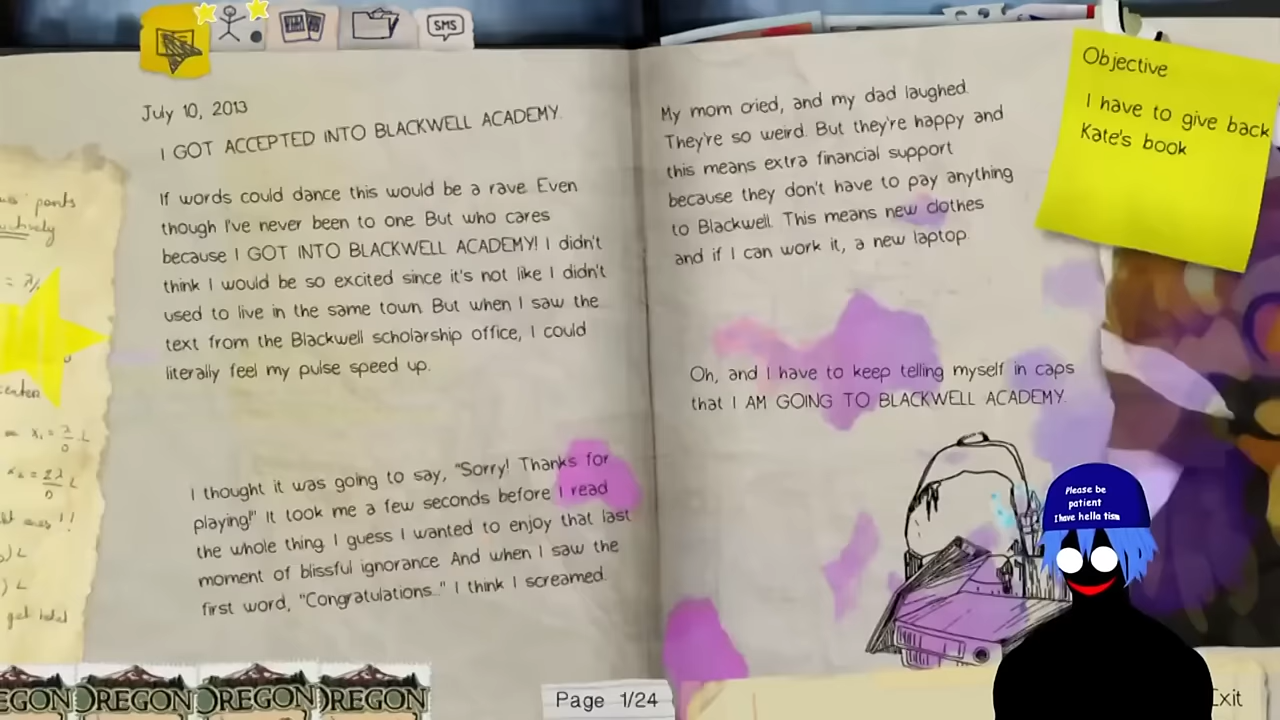 SMS
July 10, 2013
I GOT ACCEPTED INTO BLACKWELL ACADEMY.
If words could dance this would be a rave. Even
though I've never been to one. But who cares
because I GOT INTO BLACKWELL ACADEMY! I didn't
think I would be so excited since it's not like I didn't
used to live in the same town. But when I saw the
text from the Blackwell scholarship office, I could
literally feel my pulse speed up.
I thought it was going to say, "Sorry! Thanks for
playing!" It took me a few seconds before I read
the whole thing. I guess I wanted to enjoy that last
moment of blissful ignorance. And when I saw the
first word, "Congratulations..." I think I screamed.
My mom cried, and my dad laughed.
They're so weird. But they're happy and
this means extra financial support
because they don't have to pay anything
to Blackwell. This means new clothes
and if I can work it, a new laptop.
Oh, and I have to keep telling myself in caps
that I AM GOING TO BLACKWELL ACADEMY.
Objective
I have to give back
Kate's book
Please be
patient
I have hella tism
EGON OREGON OREGON OREGON
Page 1/24
Exit